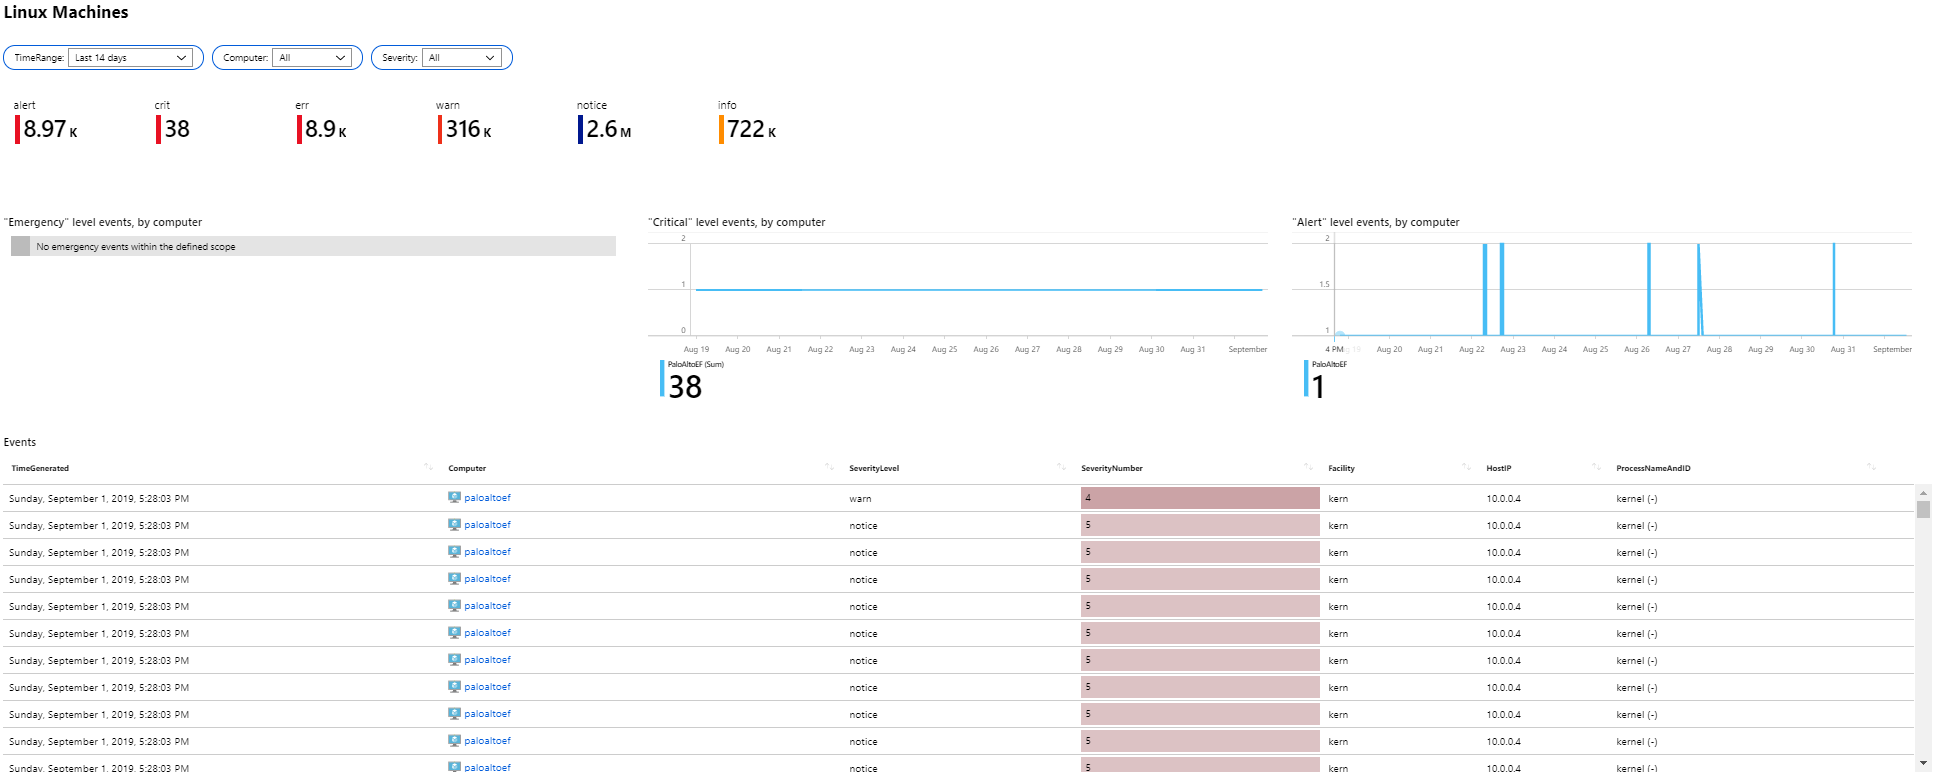 Linux Machines
TimeRange: Last 14 days Computer: All Severity: All
alert crit err warn notice info
8.97 K 38 8.9 K 316 K 2.6 M 722 K
"Emergency" level events, by computer
No emergency events within the defined scope
"Critical" level events, by computer
2
1
0
Aug 19 Aug 20 Aug 21 Aug 22 Aug 23 Aug 24 Aug 25 Aug 26 Aug 27 Aug 28 Aug 29 Aug 30 Aug 31 September
PaloAltoEF (Sum)
38
"Alert" level events, by computer
2
1.5
1
4 PM Aug 20 Aug 21 Aug 22 Aug 23 Aug 24 Aug 25 Aug 26 Aug 27 Aug 28 Aug 29 Aug 30 Aug 31 September
PaloAltoEF
1
Events
TimeGenerated Computer SeverityLevel SeverityNumber Facility HostIP ProcessNameAndID
Sunday, September 1, 2019, 5:28:03 PM paloaltoef warn 4 kern 10.0.0.4 kernel (-)
Sunday, September 1, 2019, 5:28:03 PM paloaltoef notice 5 kern 10.0.0.4 kernel (-)
Sunday, September 1, 2019, 5:28:03 PM paloaltoef notice 5 kern 10.0.0.4 kernel (-)
Sunday, September 1, 2019, 5:28:03 PM paloaltoef notice 5 kern 10.0.0.4 kernel (-)
Sunday, September 1, 2019, 5:28:03 PM paloaltoef notice 5 kern 10.0.0.4 kernel (-)
Sunday, September 1, 2019, 5:28:03 PM paloaltoef notice 5 kern 10.0.0.4 kernel (-)
Sunday, September 1, 2019, 5:28:03 PM paloaltoef notice 5 kern 10.0.0.4 kernel (-)
Sunday, September 1, 2019, 5:28:03 PM paloaltoef notice 5 kern 10.0.0.4 kernel (-)
Sunday, September 1, 2019, 5:28:03 PM paloaltoef notice 5 kern 10.0.0.4 kernel (-)
Sunday, September 1, 2019, 5:28:03 PM paloaltoef notice 5 kern 10.0.0.4 kernel (-)
Sunday, September 1, 2019, 5:28:03 PM paloaltoef notice 5 kern 10.0.0.4 kernel (-)